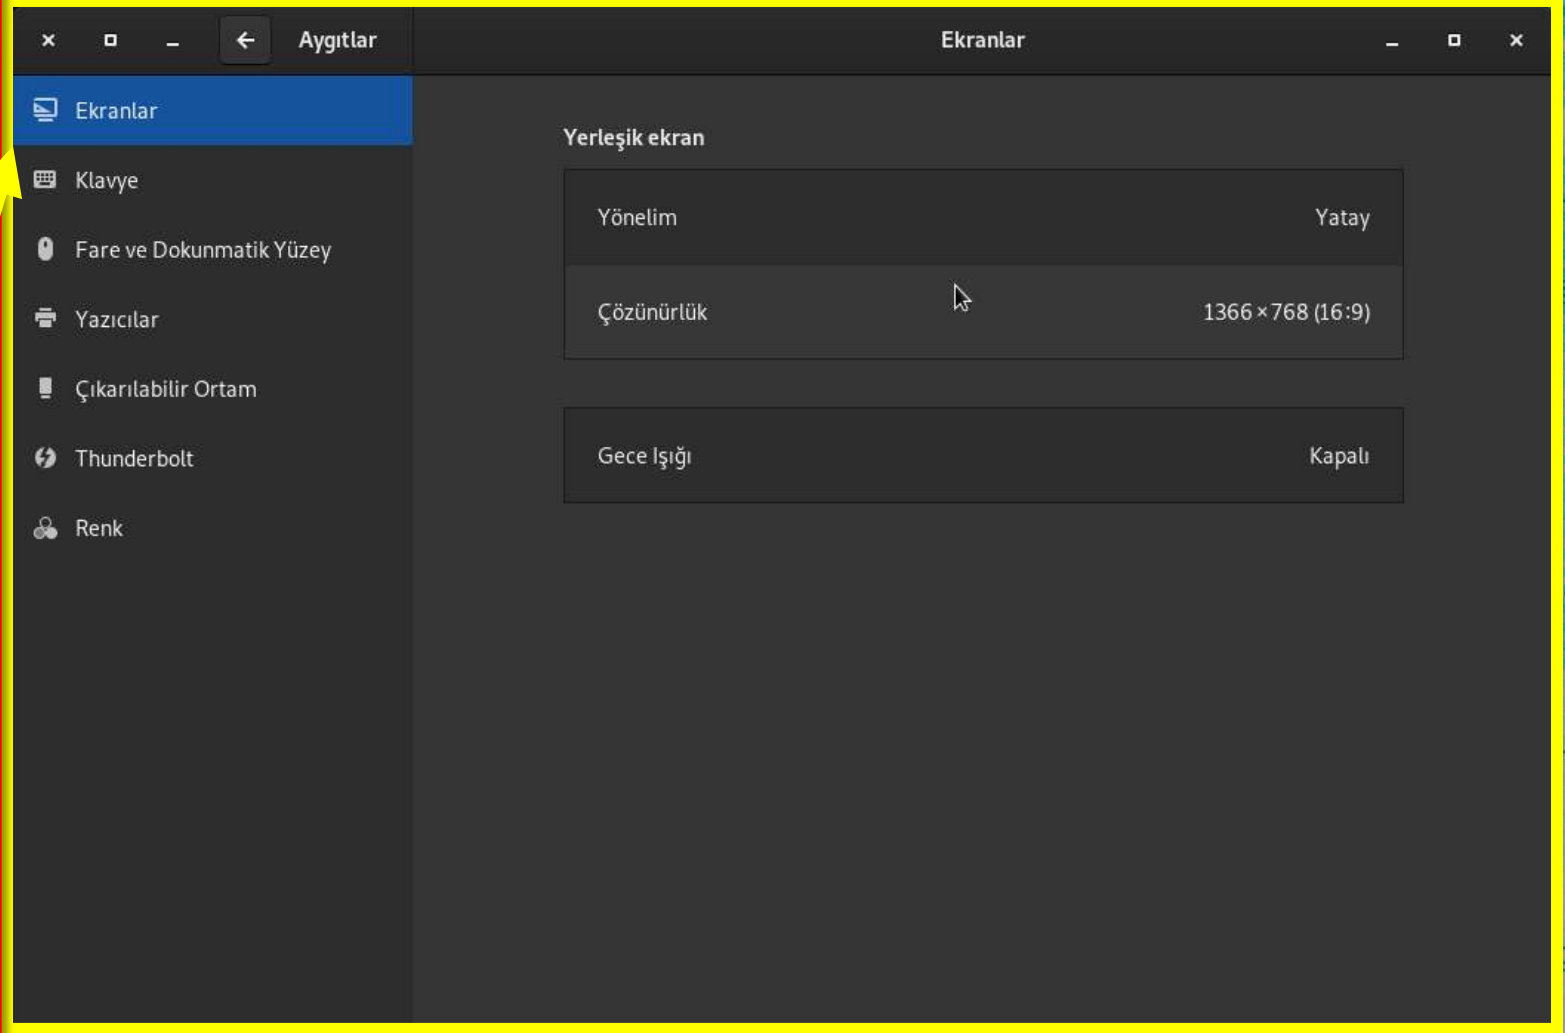 Aygıtlar
Ekranlar
Ekranlar
Klavye
Fare ve Dokunmatik Yüzey
Yazıcılar
Çıkarılabilir Ortam
Thunderbolt
Renk
Yerleşik ekran
Yönelim Yatay
Çözünürlük 1366×768 (16:9)
Gece Işığı Kapalı